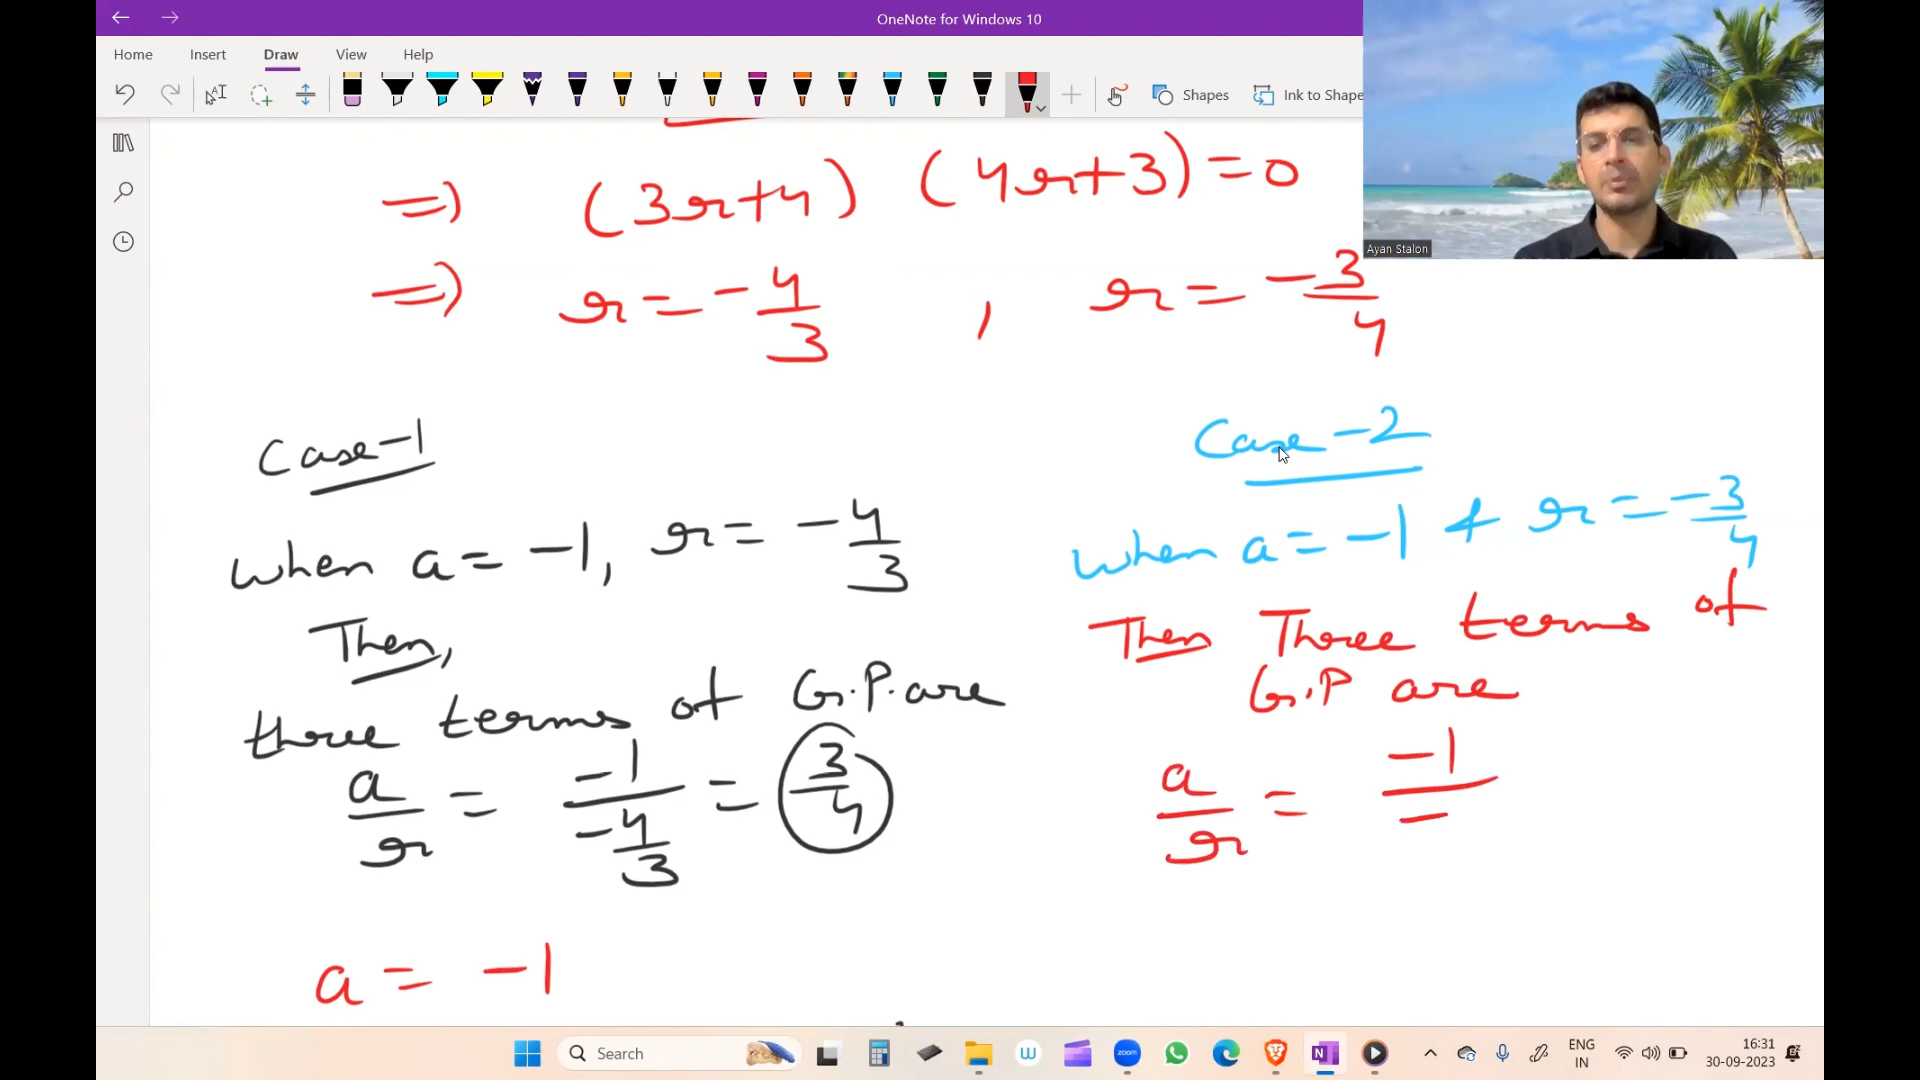 OneNote for Windows 10
Home Insert Draw View Help
Shapes Ink to Shape
Ayan Stalon
=) (3r+4) (4r+3)=0
=) r=-4/3 , r=-3/4
Case-1
when a=-1, r=-4/3
Then,
three terms of G.P. are
a/r = -1/(-4/3) = 3/4
a = -1
Case-2
when a=-1 & r=-3/4
Then Three terms of
G.P are
a/r = -1/-
Search
zoom
ENG
IN
16:31
30-09-2023